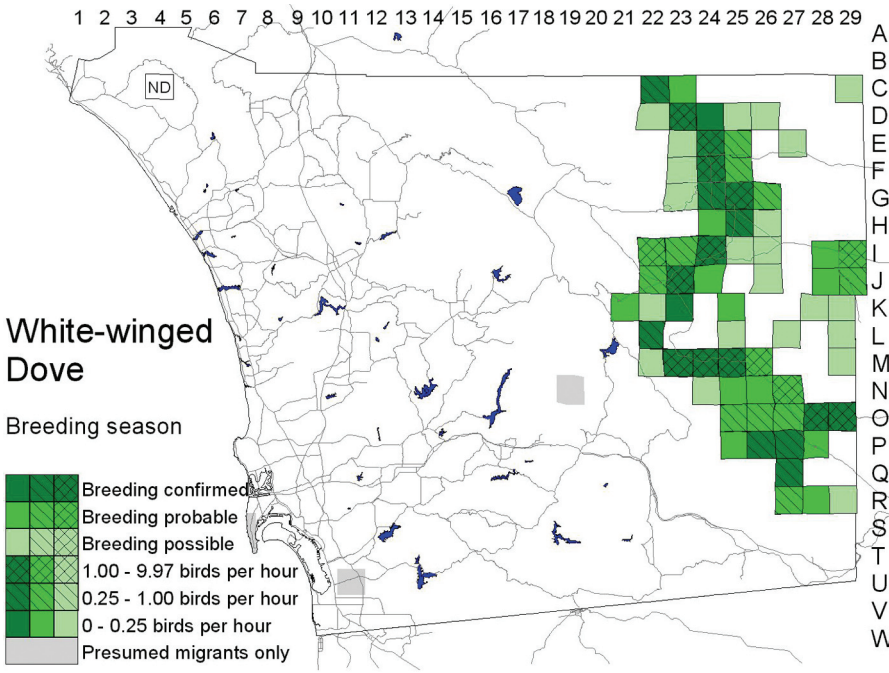 1 2 3 4 5 6 7 8 9 10 11 12 13 14 15 16 17 18 19 20 21 22 23 24 25 26 27 28 29
A
B
C
D
E
F
G
H
I
J
K
L
M
N
O
P
Q
R
S
T
U
V
W
ND
White-winged
Dove
Breeding season
Breeding confirmed
Breeding probable
Breeding possible
1.00 - 9.97 birds per hour
0.25 - 1.00 birds per hour
0 - 0.25 birds per hour
Presumed migrants only